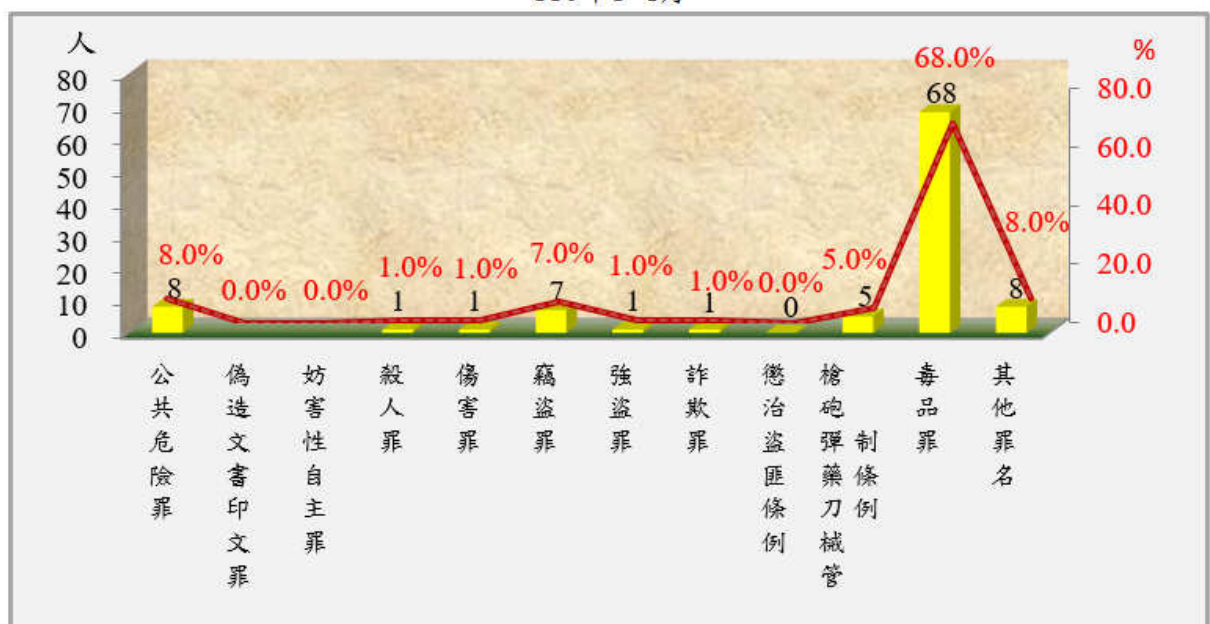 人
%
80
70
60
50
40
30
20
10
0
80.0
60.0
40.0
20.0
0.0
8.0%
0.0%
0.0%
1.0%
1.0%
7.0%
1.0%
1.0%
0.0%
5.0%
68.0%
8.0%
8
1
1
7
1
1
0
5
68
8
公共危險罪
偽造文書印文罪
妨害性自主罪
殺人罪
傷害罪
竊盜罪
強盜罪
詐欺罪
懲治盜匪條例
槍砲彈藥刀械管
制條例
毒品罪
其他罪名